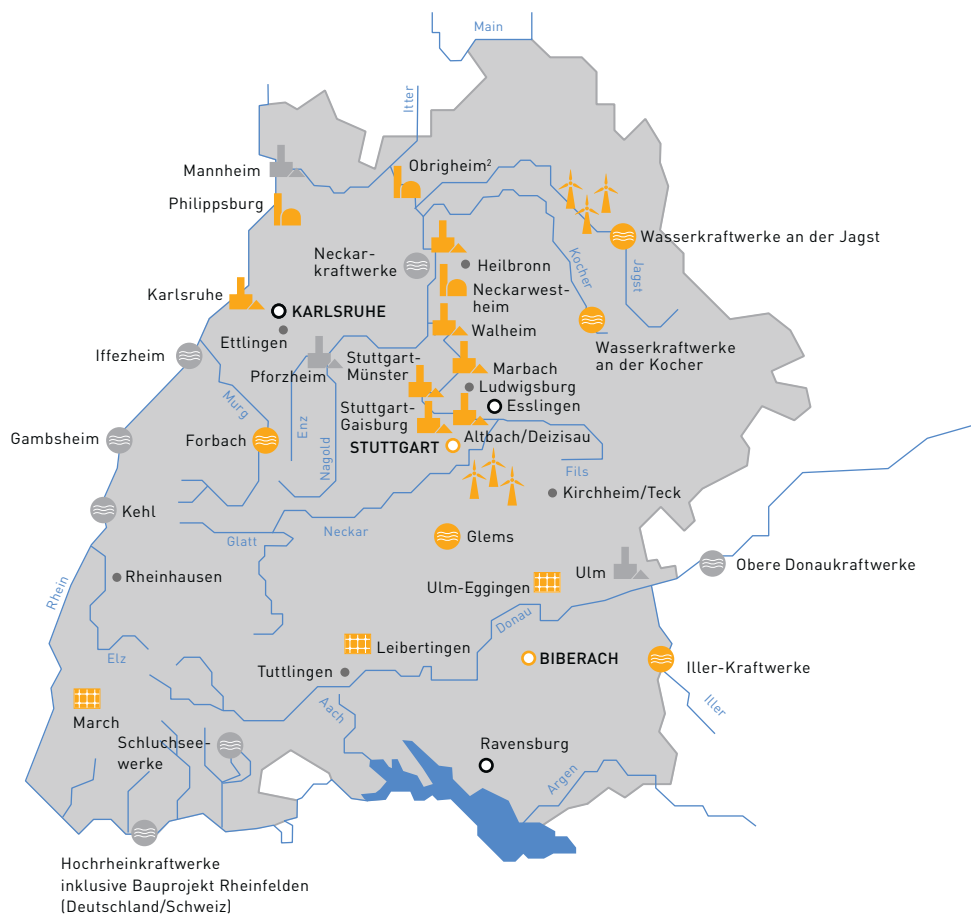 Main
Itter
Mannheim
Obrigheim²
Philippsburg
Wasserkraftwerke an der Jagst
Neckar-
kraftwerke
Heilbronn
Kocher
Jagst
Karlsruhe
Neckarwest-
heim
KARLSRUHE
Ettlingen
Walheim
Wasserkraftwerke
an der Kocher
Iffezheim
Pforzheim
Stuttgart-
Münster
Marbach
Ludwigsburg
Murg
Enz
Nagold
Stuttgart-
Gaisburg
Esslingen
Gambsheim
Forbach
Altbach/Deizisau
STUTTGART
Fils
Kirchheim/Teck
Kehl
Glatt
Neckar
Glems
Rhein
Rheinhausen
Ulm-Eggingen
Ulm
Obere Donaukraftwerke
Donau
Elz
Leibertingen
Tuttlingen
BIBERACH
Iller-Kraftwerke
Iller
March
Aach
Schluchsee-
werke
Ravensburg
Argen
Hochrheinkraftwerke
inklusive Bauprojekt Rheinfelden
(Deutschland/Schweiz)